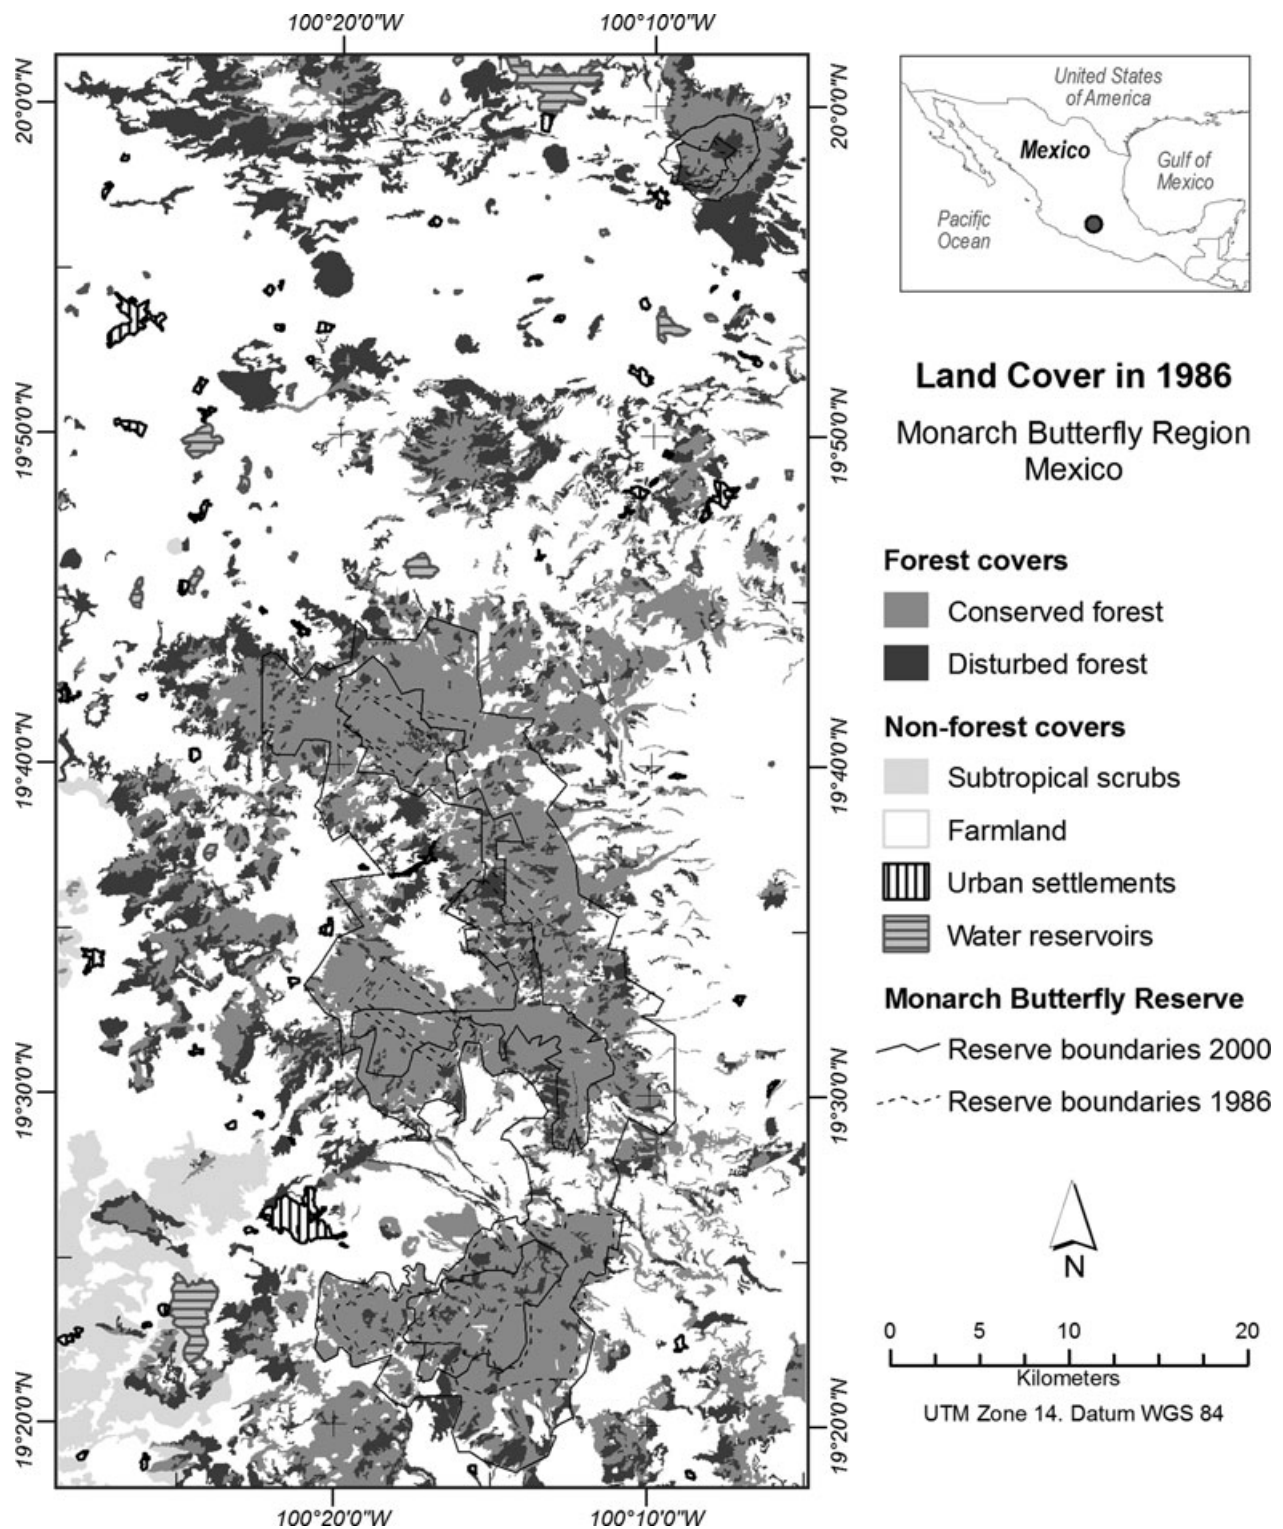 100°20'0"W
100°10'0"W
20°0'0"N
20°0'0"N
19°50'0"N
19°50'0"N
19°40'0"N
19°40'0"N
19°30'0"N
19°30'0"N
19°20'0"N
19°20'0"N
100°20'0"W
100°10'0"W
United States
of America
Mexico
Gulf of
Mexico
Pacific
Ocean
Land Cover in 1986
Monarch Butterfly Region
Mexico
Forest covers
Conserved forest
Disturbed forest
Non-forest covers
Subtropical scrubs
Farmland
Urban settlements
Water reservoirs
Monarch Butterfly Reserve
Reserve boundaries 2000
Reserve boundaries 1986
N
0 5 10 20
Kilometers
UTM Zone 14. Datum WGS 84